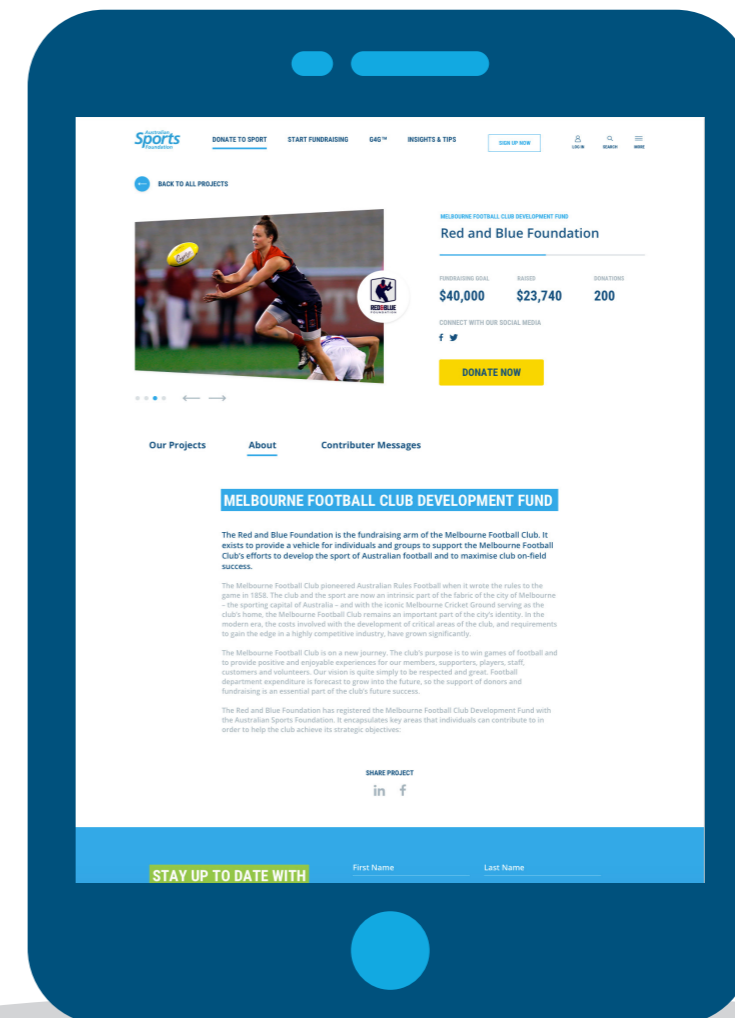 Australian
Sports
Foundation
DONATE TO SPORT
START FUNDRAISING
G4G™
INSIGHTS & TIPS
SIGN UP NOW
LOG IN
SEARCH
MORE
BACK TO ALL PROJECTS
MELBOURNE FOOTBALL CLUB DEVELOPMENT FUND
Red and Blue Foundation
FUNDRAISING GOAL
RAISED
DONATIONS
$40,000
$23,740
200
CONNECT WITH OUR SOCIAL MEDIA
DONATE NOW
RED&BLUE
FOUNDATION
Our Projects
About
Contributer Messages
MELBOURNE FOOTBALL CLUB DEVELOPMENT FUND
The Red and Blue Foundation is the fundraising arm of the Melbourne Football Club. It
exists to provide a vehicle for individuals and groups to support the Melbourne Football
Club's efforts to develop the sport of Australian football and to maximise club on-field
success.
The Melbourne Football Club pioneered Australian Rules Football when it wrote the rules to the
game in 1858. The club and the sport are now an intrinsic part of the fabric of the city of Melbourne
– the sporting capital of Australia – and with the iconic Melbourne Cricket Ground serving as the
club's home, the Melbourne Football Club remains an important part of the city's identity. In the
modern era, the costs involved with the development of critical areas of the club, and requirements
to gain the edge in a highly competitive industry, have grown significantly.
The Melbourne Football Club is on a new journey. The club's purpose is to win games of football and
to provide positive and enjoyable experiences for our members, supporters, players, staff,
customers and volunteers. Our vision is quite simply to be respected and great. Football
department expenditure is forecast to grow into the future, so the support of donors and
fundraising is an essential part of the club's future success.
The Red and Blue Foundation has registered the Melbourne Football Club Development Fund with
the Australian Sports Foundation. It encapsulates key areas that individuals can contribute to in
order to help the club achieve its strategic objectives:
SHARE PROJECT
STAY UP TO DATE WITH
First Name
Last Name